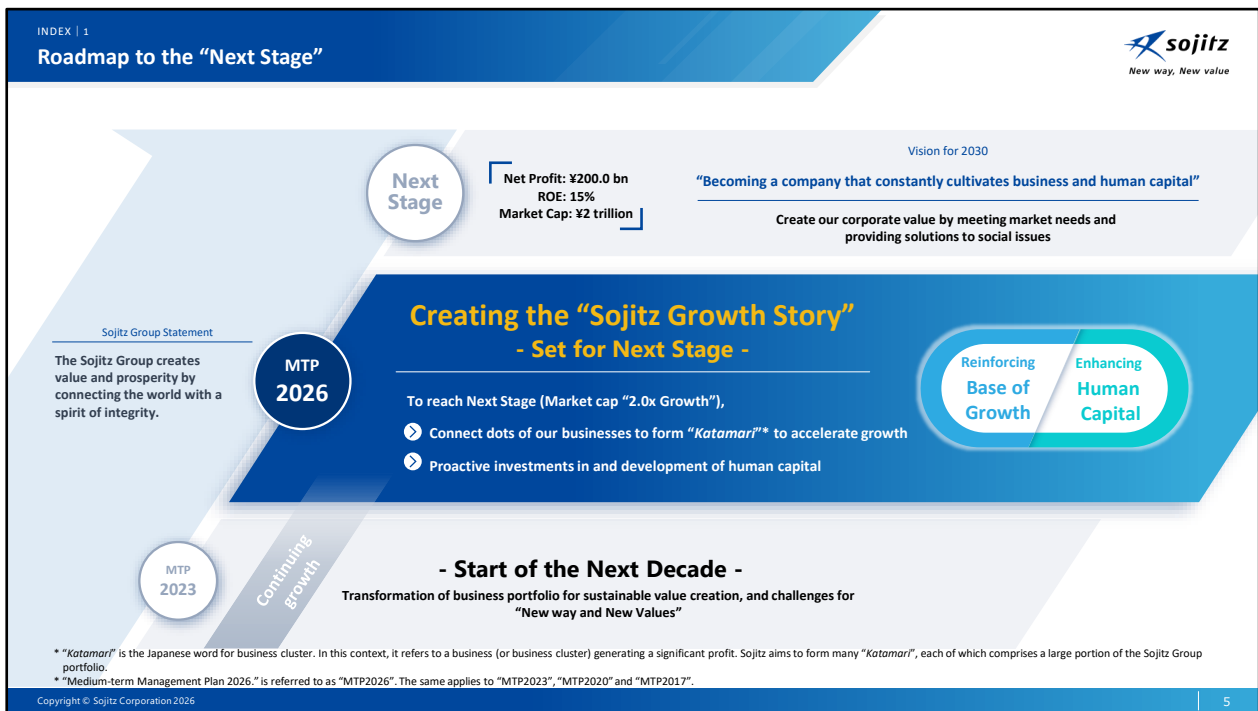 INDEX | 1
Roadmap to the “Next Stage”
sojitz
New way, New value
Next
Stage
Net Profit: ¥200.0 bn
ROE: 15%
Market Cap: ¥2 trillion
Vision for 2030
“Becoming a company that constantly cultivates business and human capital”
Create our corporate value by meeting market needs and
providing solutions to social issues
Sojitz Group Statement
The Sojitz Group creates
value and prosperity by
connecting the world with a
spirit of integrity.
MTP
2026
Creating the “Sojitz Growth Story”
- Set for Next Stage -
To reach Next Stage (Market cap “2.0x Growth”),
Connect dots of our businesses to form “Katamari”* to accelerate growth
Proactive investments in and development of human capital
Reinforcing
Base of
Growth
Enhancing
Human
Capital
MTP
2023
Continuing
growth
- Start of the Next Decade -
Transformation of business portfolio for sustainable value creation, and challenges for
“New way and New Values”
* “Katamari” is the Japanese word for business cluster. In this context, it refers to a business (or business cluster) generating a significant profit. Sojitz aims to form many “Katamari”, each of which comprises a large portion of the Sojitz Group
portfolio.
* “Medium-term Management Plan 2026.” is referred to as “MTP2026”. The same applies to “MTP2023”, “MTP2020” and “MTP2017”.
Copyright © Sojitz Corporation 2026
5